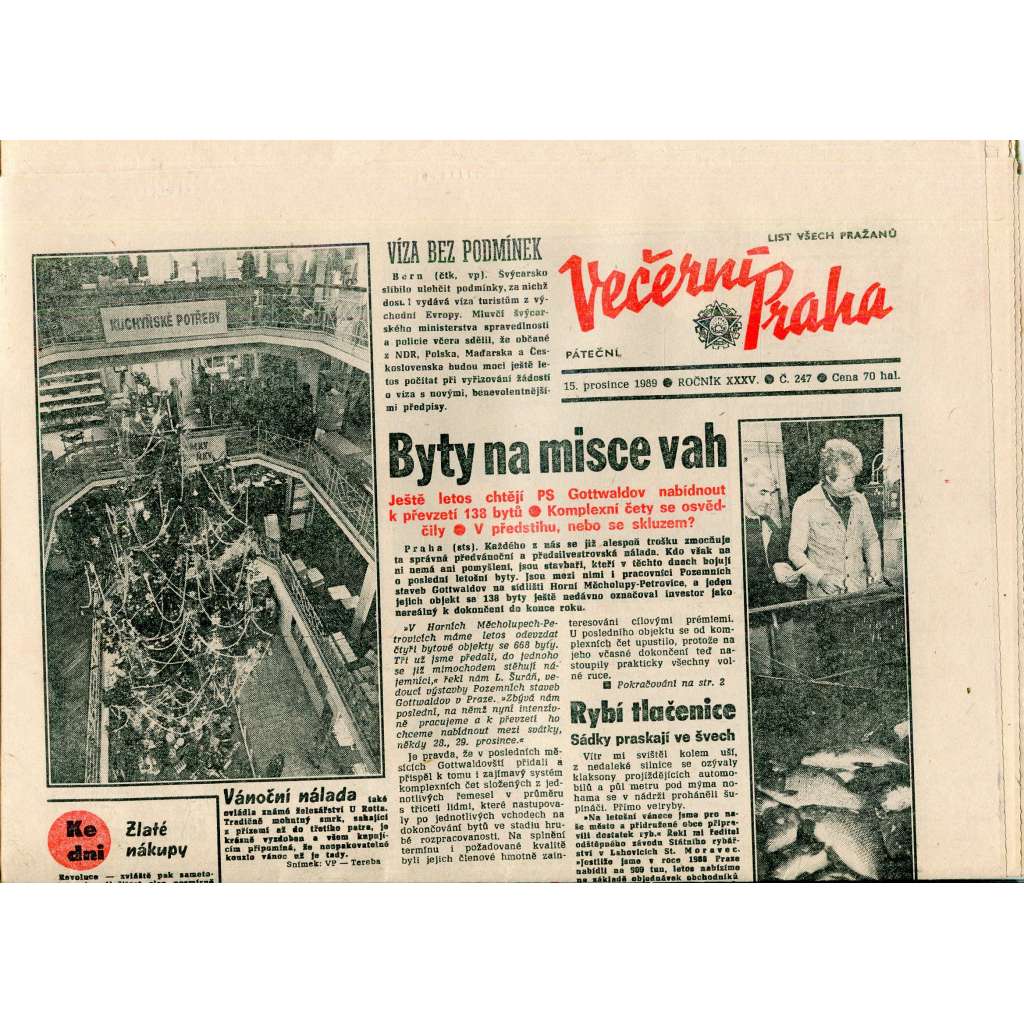 LIST VŠECH PRAŽANŮ
Večerní
Praha
PÁTEČNÍ
15. prosince 1989 ● ROČNÍK XXXV. ● Č. 247 ● Cena 70 hal.
KUCHYŇSKÉ POTŘEBY
VÍZA BEZ PODMÍNEK
Bern (čtk, vp). Švýcarsko
slíbilo ulehčit podmínky, za nichž
dosud vydává víza turistům z vý-
chodní Evropy. Mluvčí švýcar-
ského ministerstva spravedlnosti
a policie včera sdělil, že občané
z NDR, Polska, Maďarska a Čes-
koslovenska budou moci ještě le-
tos počítat při vyřizování žádostí
o víza s novými, benevolentnější-
mi předpisy.
Byty na misce vah
Ještě letos chtějí PS Gottwaldov nabídnout
k převzetí 138 bytů ● Komplexní čety se osvěd-
čily ● V předstihu, nebo se skluzem?
Praha (sts). Každého z nás se již alespoň trošku zmocňuje
ta správná předvánoční a předsilvestrovská nálada. Kdo však na
ni nemá ani pomyšlení, jsou stavbaři, kteří v těchto dnech bojují
o poslední letošní byty. Jsou mezi nimi i pracovníci Pozemních
staveb Gottwaldov na sídlišti Horní Měcholupy-Petrovice, a jeden
jejich objekt se 138 byty ještě nedávno označoval investor jako
nereálný k dokončení do konce roku.
»V Horních Měcholupech-Pet-
rovicích máme letos odevzdat
čtyři bytové objekty se 668 byty.
Tři už jsme předali, do jednoho
se již mimochodem stěhují ná-
jemníci,« řekl nám L. Šuráň, ve-
doucí výstavby Pozemních staveb
Gottwaldov v Praze. »Zbývá nám
poslední, na němž nyní intenziv-
ně pracujeme a k převzetí ho
chceme nabídnout mezi svátky,
někdy 28., 29. prosince.«
Je pravda, že v posledních mě-
sících Gottwaldovští přidali a
přispěl k tomu i zajímavý systém
komplexních čet složených z jed-
notlivých řemesel v průměru
s třiceti lidmi, které nastupova-
ly po jednotlivých vchodech na
dokončování bytů ve stadiu hru-
bé rozpracovanosti. Na splnění
termínu i požadované kvalitě
byli jejich členové hmotně zain-
teresováni cílovými prémiemi.
U posledního objektu se od kom-
plexních čet upustilo, protože na
jeho včasné dokončení teď na-
stoupily prakticky všechny vol-
né ruce.
■ Pokračování na str. 2
Rybí tlačenice
Sádky praskají ve švech
Vítr mi svištěl kolem uší,
z nedaleké silnice se ozývaly
klaksony projíždějících automo-
bilů a půl metru pod mýma no-
hama se v nádrži proháněli šu-
pináči. Přímo velryby.
»Na letošní vánoce jsme pro na-
še město a přidružené obce připra-
vili dostatek ryb.« Řekl mi ředitel
odštěpného závodu Státního rybář-
ství v Lahovicích St. Moravec.
»Jestliže jsme v roce 1988 Praze
nabídli na 509 tun, letos nabízíme
na základě objednávek obchodníků
Vánoční nálada také
ovládla známé železářství U Rotta.
Tradičně mohutný smrk, sahající
z přízemí až do třetího patra, je
krásně vyzdoben a všem kupují-
cím připomíná, že neopakovatelné
kouzlo vánoc už je tady.
Snímek: VP — Tereba
Ke
dni
Zlaté
nákupy
Revoluce — zvláště pak sameto-